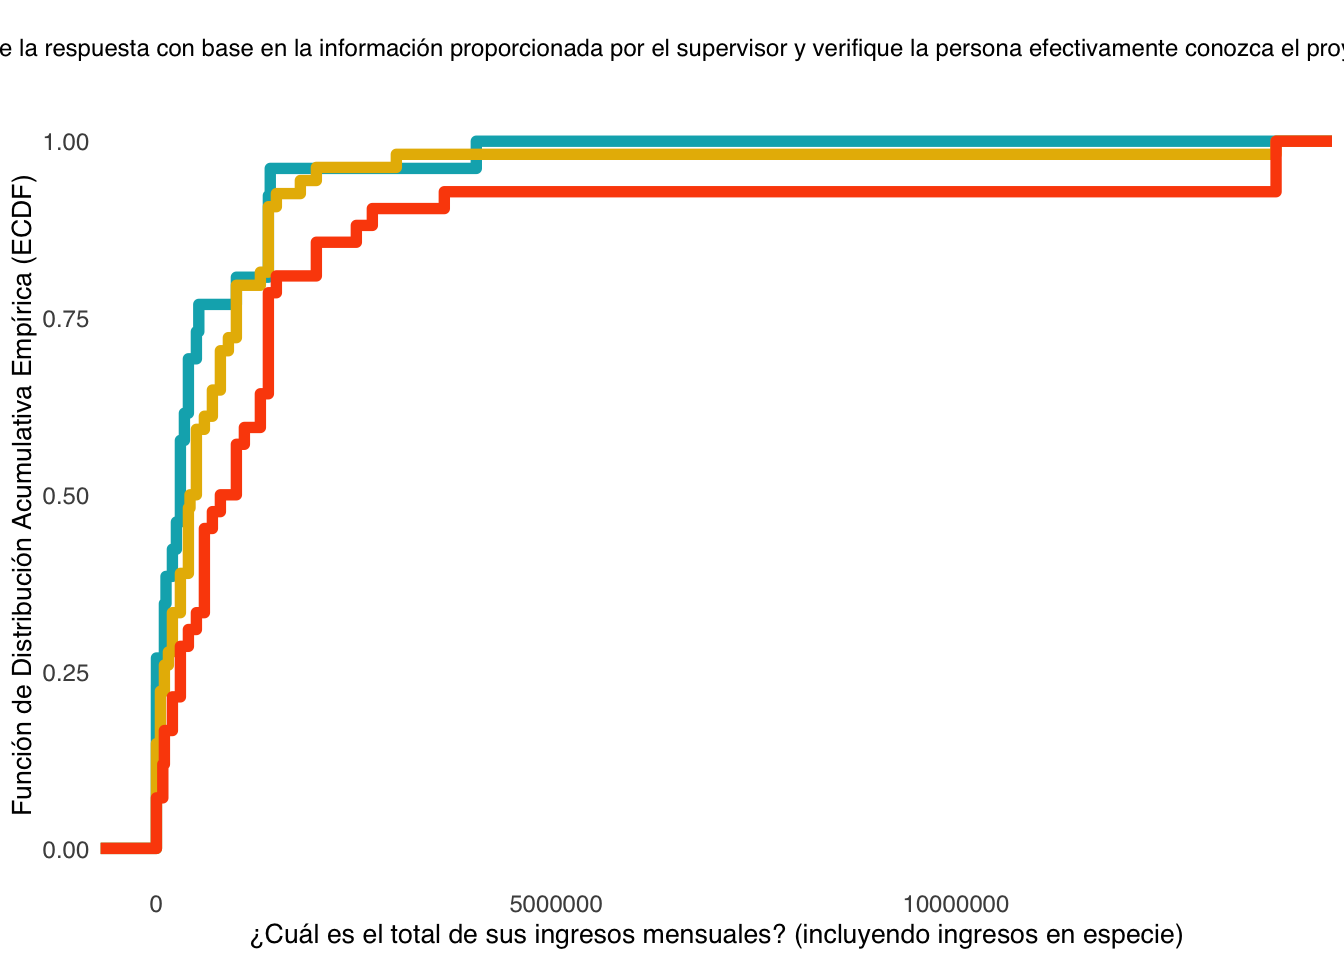 e la respuesta con base en la información proporcionada por el supervisor y verifique la persona efectivamente conozca el proy
1.00
0.75
0.50
0.25
0.00
Función de Distribución Acumulativa Empírica (ECDF)
0 5000000 10000000
¿Cuál es el total de sus ingresos mensuales? (incluyendo ingresos en especie)